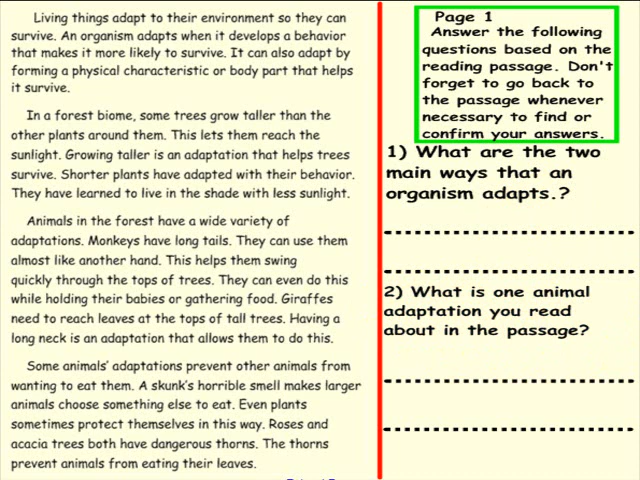 Living things adapt to their environment so they can
survive. An organism adapts when it develops a behavior
that makes it more likely to survive. It can also adapt by
forming a physical characteristic or body part that helps
it survive.
In a forest biome, some trees grow taller than the
other plants around them. This lets them reach the
sunlight. Growing taller is an adaptation that helps trees
survive. Shorter plants have adapted with their behavior.
They have learned to live in the shade with less sunlight.
Animals in the forest have a wide variety of
adaptations. Monkeys have long tails. They can use them
almost like another hand. This helps them swing
quickly through the tops of trees. They can even do this
while holding their babies or gathering food. Giraffes
need to reach leaves at the tops of tall trees. Having a
long neck is an adaptation that allows them to do this.
Some animals' adaptations prevent other animals from
wanting to eat them. A skunk's horrible smell makes larger
animals choose something else to eat. Even plants
sometimes protect themselves in this way. Roses and
acacia trees both have dangerous thorns. The thorns
prevent animals from eating their leaves.
Page 1
Answer the following
questions based on the
reading passage. Don't
forget to go back to
the passage whenever
necessary to find or
confirm your answers.
1) What are the two
main ways that an
organism adapts.?
2) What is one animal
adaptation you read
about in the passage?